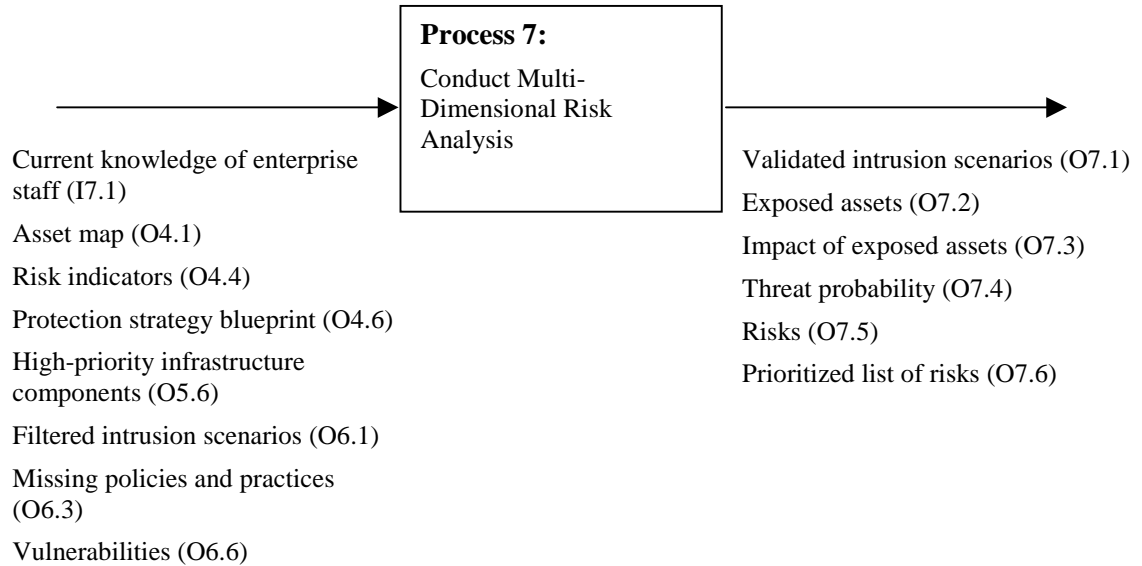 Process 7:
Conduct Multi-
Dimensional Risk
Analysis
Current knowledge of enterprise
staff (I7.1)
Asset map (O4.1)
Risk indicators (O4.4)
Protection strategy blueprint (O4.6)
High-priority infrastructure
components (O5.6)
Filtered intrusion scenarios (O6.1)
Missing policies and practices
(O6.3)
Vulnerabilities (O6.6)
Validated intrusion scenarios (O7.1)
Exposed assets (O7.2)
Impact of exposed assets (O7.3)
Threat probability (O7.4)
Risks (O7.5)
Prioritized list of risks (O7.6)